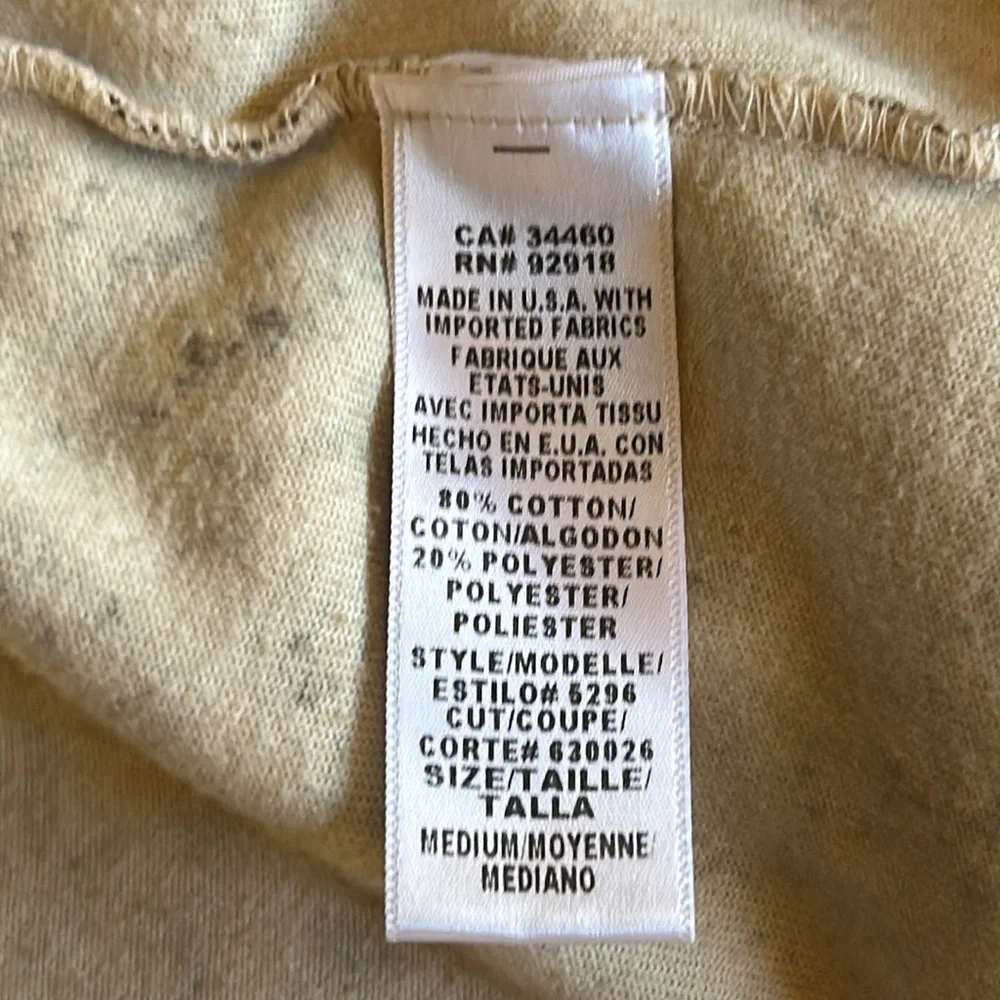 CA# 34460
RN# 92918
MADE IN U.S.A. WITH
IMPORTED FABRICS
FABRIQUE AUX
ETATS-UNIS
AVEC IMPORTA TISSU
HECHO EN E.U.A. CON
TELAS IMPORTADAS
80% COTTON/
COTON/ALGODON
20% POLYESTER/
POLYESTER/
POLIESTER
STYLE/MODELLE/
ESTILO# 5296
CUT/COUPE/
CORTE# 630026
SIZE/TAILLE/
TALLA
MEDIUM/MOYENNE/
MEDIANO